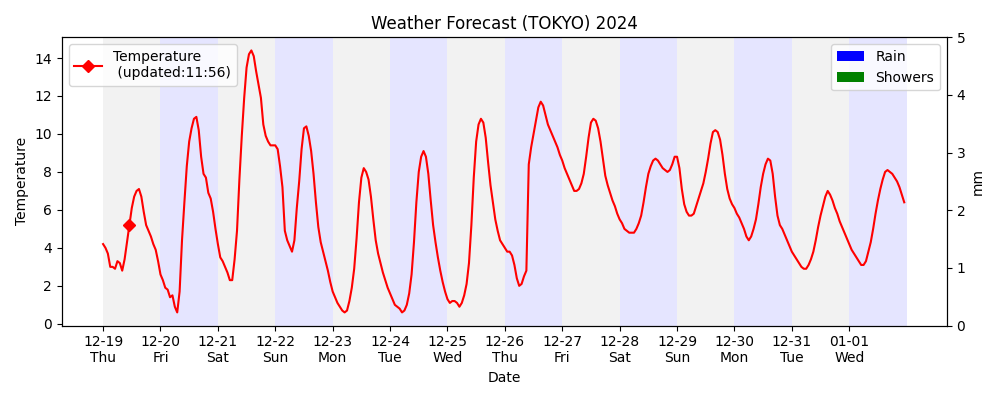 Weather Forecast (TOKYO) 2024
Temperature
(updated:11:56)
Rain
Showers
Temperature
14
12
10
8
6
4
2
0
5
4
3
2
1
0
mm
12-19 12-20 12-21 12-22 12-23 12-24 12-25 12-26 12-27 12-28 12-29 12-30 12-31 01-01
Thu Fri Sat Sun Mon Tue Wed Thu Fri Sat Sun Mon Tue Wed
Date